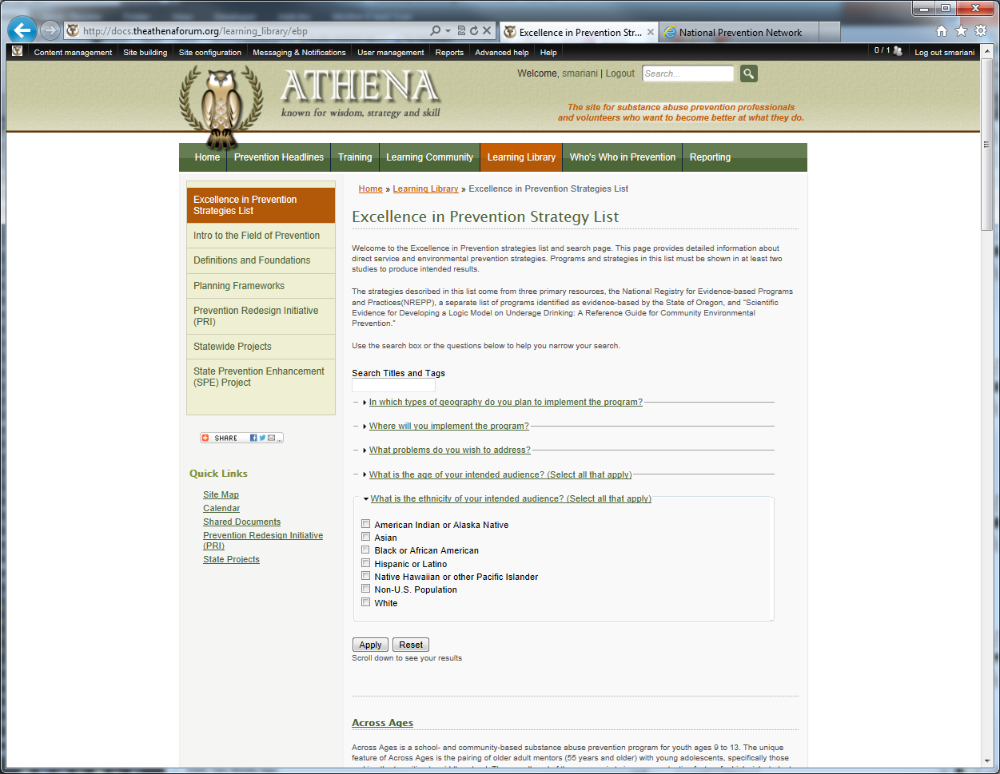 http://docs.theathenaforum.org/learning_library/ebp
Excellence in Prevention Str...
National Prevention Network
Content management
Site building
Site configuration
Messaging & Notifications
User management
Reports
Advanced help
Help
0 / 1
Log out smariani
ATHENA
known for wisdom, strategy and skill
Welcome, smariani | Logout
Search...
The site for substance abuse prevention professionals
and volunteers who want to become better at what they do.
Home
Prevention Headlines
Training
Learning Community
Learning Library
Who's Who in Prevention
Reporting
Excellence in Prevention
Strategies List
Intro to the Field of Prevention
Definitions and Foundations
Planning Frameworks
Prevention Redesign Initiative
(PRI)
Statewide Projects
State Prevention Enhancement
(SPE) Project
SHARE
...
Quick Links
Site Map
Calendar
Shared Documents
Prevention Redesign Initiative
(PRI)
State Projects
Home » Learning Library » Excellence in Prevention Strategies List
Excellence in Prevention Strategy List
Welcome to the Excellence in Prevention strategies list and search page. This page provides detailed information about
direct service and environmental prevention strategies. Programs and strategies in this list must be shown in at least two
studies to produce intended results.
The strategies described in this list come from three primary resources, the National Registry for Evidence-based Programs
and Practices(NREPP), a separate list of programs identified as evidence-based by the State of Oregon, and "Scientific
Evidence for Developing a Logic Model on Underage Drinking: A Reference Guide for Community Environmental
Prevention."
Use the search box or the questions below to help you narrow your search.
Search Titles and Tags
In which types of geography do you plan to implement the program?
Where will you implement the program?
What problems do you wish to address?
What is the age of your intended audience? (Select all that apply)
What is the ethnicity of your intended audience? (Select all that apply)
American Indian or Alaska Native
Asian
Black or African American
Hispanic or Latino
Native Hawaiian or other Pacific Islander
Non-U.S. Population
White
Apply
Reset
Scroll down to see your results
Across Ages
Across Ages is a school- and community-based substance abuse prevention program for youth ages 9 to 13. The unique
feature of Across Ages is the pairing of older adult mentors (55 years and older) with young adolescents, specifically those